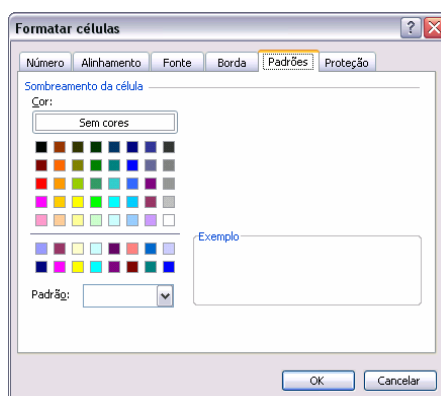 Formatar células
Número Alinhamento Fonte Borda Padrões Proteção
Sombreamento da célula
Cor:
Sem cores
Exemplo
Padrão:
OK Cancelar